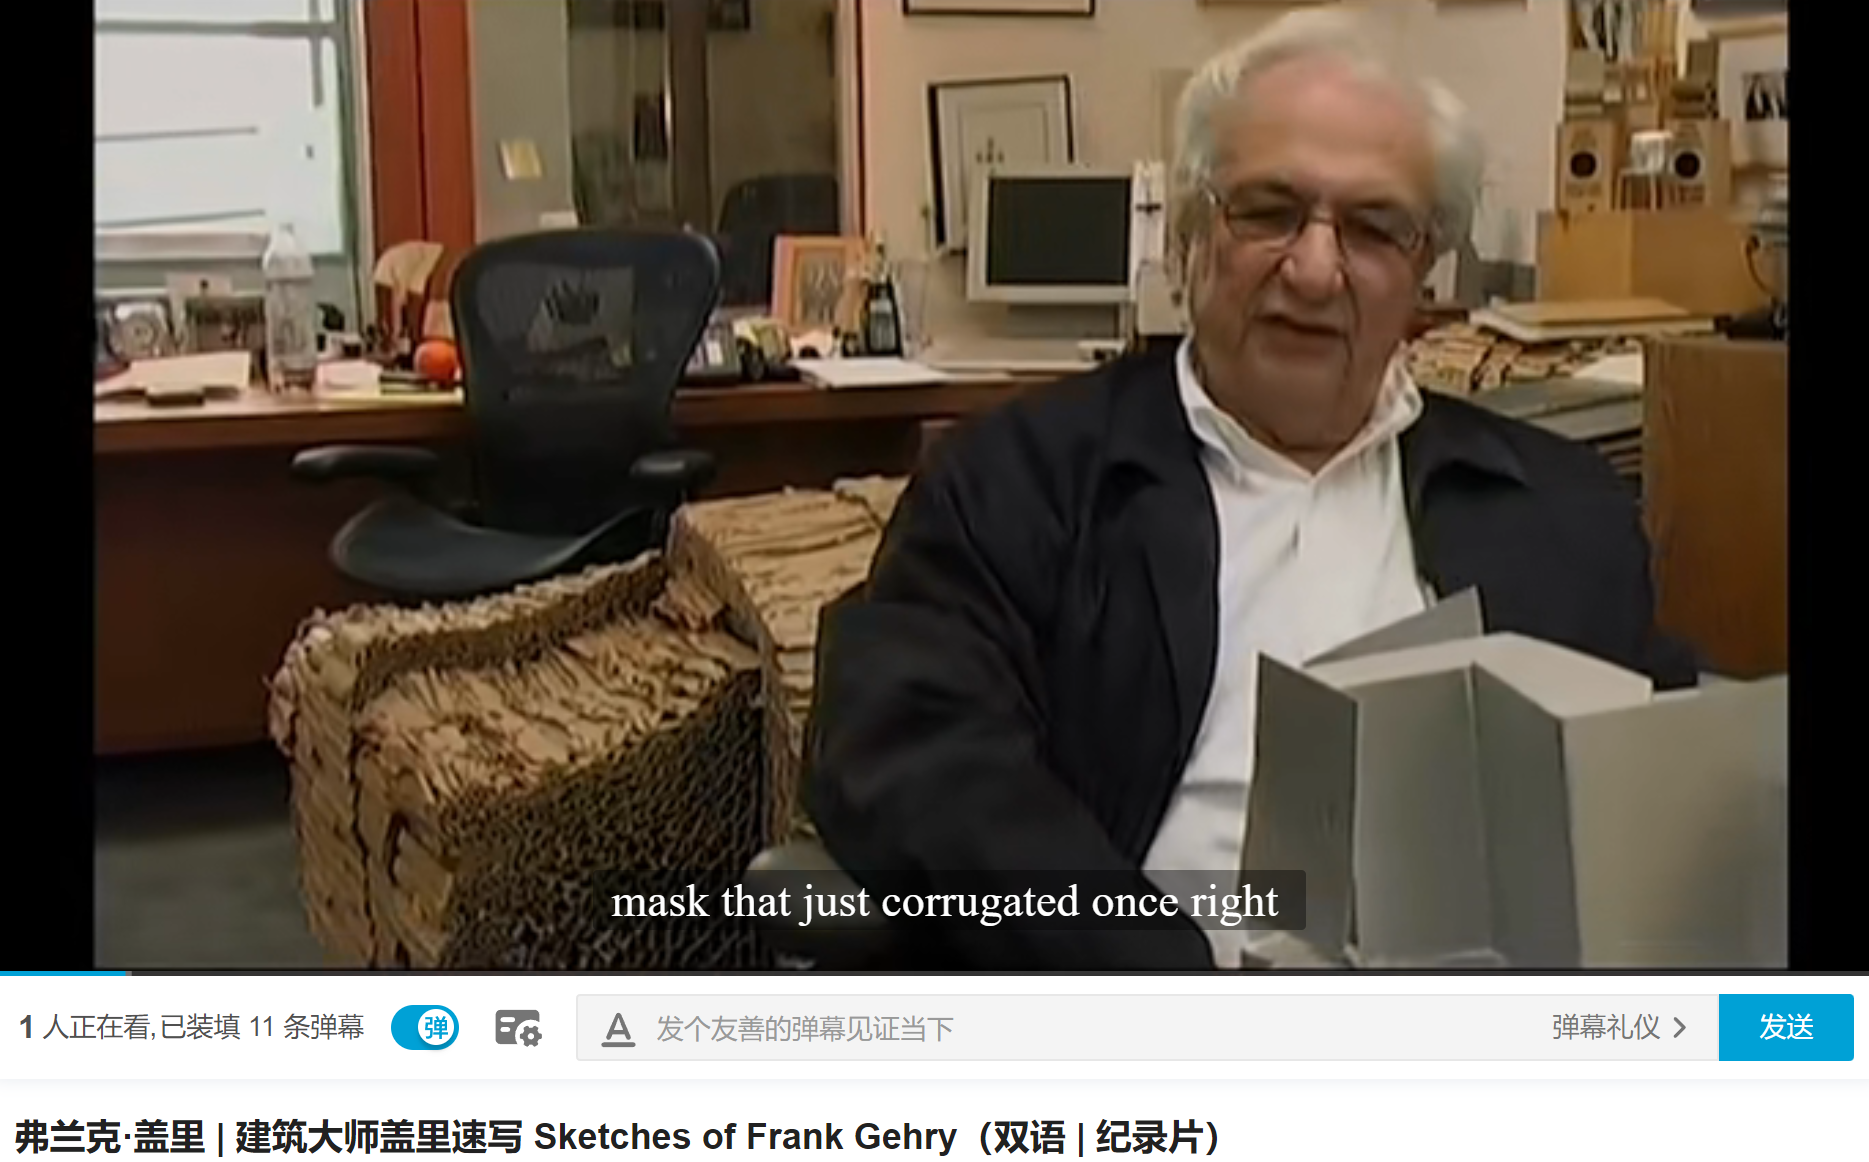 mask that just corrugated once right
1 人正在看, 已装填 11 条弹幕
弹
A 发个友善的弹幕见证当下
弹幕礼仪 >
发送
弗兰克·盖里 | 建筑大师盖里速写 Sketches of Frank Gehry（双语 | 纪录片）